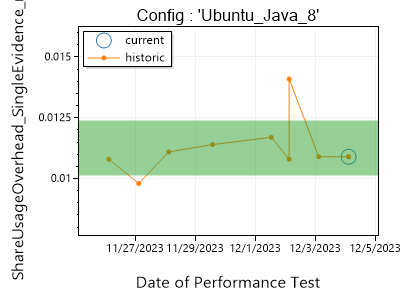 Config : 'Ubuntu_Java_8'
current
historic
0.015
0.0125
0.01
ShareUsageOverhead_SingleEvidence_
11/27/2023
11/29/2023
12/1/2023
12/3/2023
12/5/2023
Date of Performance Test